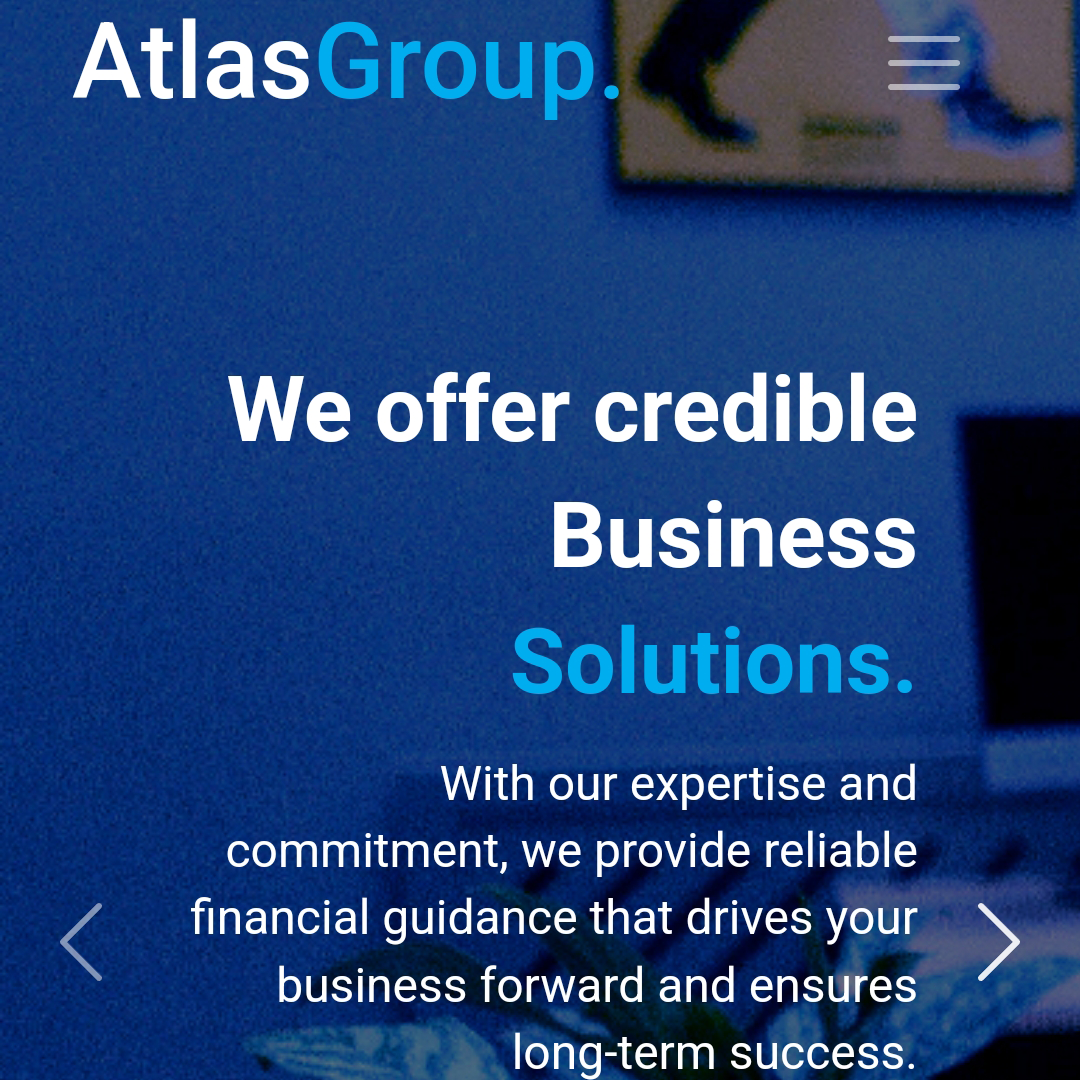 AtlasGroup.
We offer credible
Business
Solutions.
With our expertise and
commitment, we provide reliable
financial guidance that drives your
business forward and ensures
long-term success.